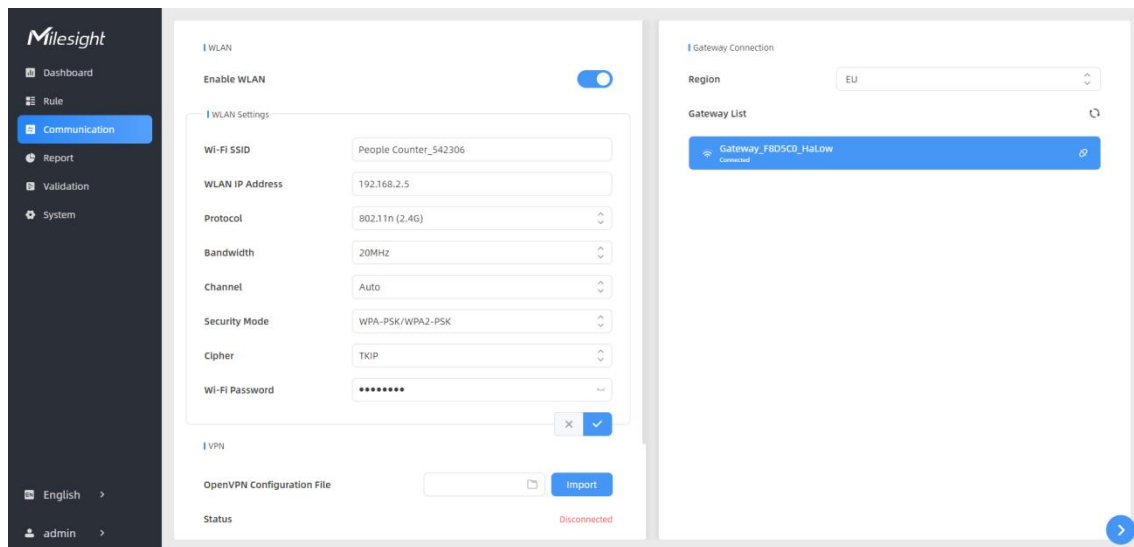 Milesight
Dashboard
Rule
Communication
Report
Validation
System
English
admin
WLAN
Enable WLAN
WLAN Settings
Wi-Fi SSID People Counter_542306
WLAN IP Address 192.168.2.5
Protocol 802.11n (2.4G)
Bandwidth 20MHz
Channel Auto
Security Mode WPA-PSK/WPA2-PSK
Cipher TKIP
Wi-Fi Password ••••••••
VPN
OpenVPN Configuration File Import
Status Disconnected
Gateway Connection
Region EU
Gateway List
Gateway_F8D5C0_HaLow
Connected